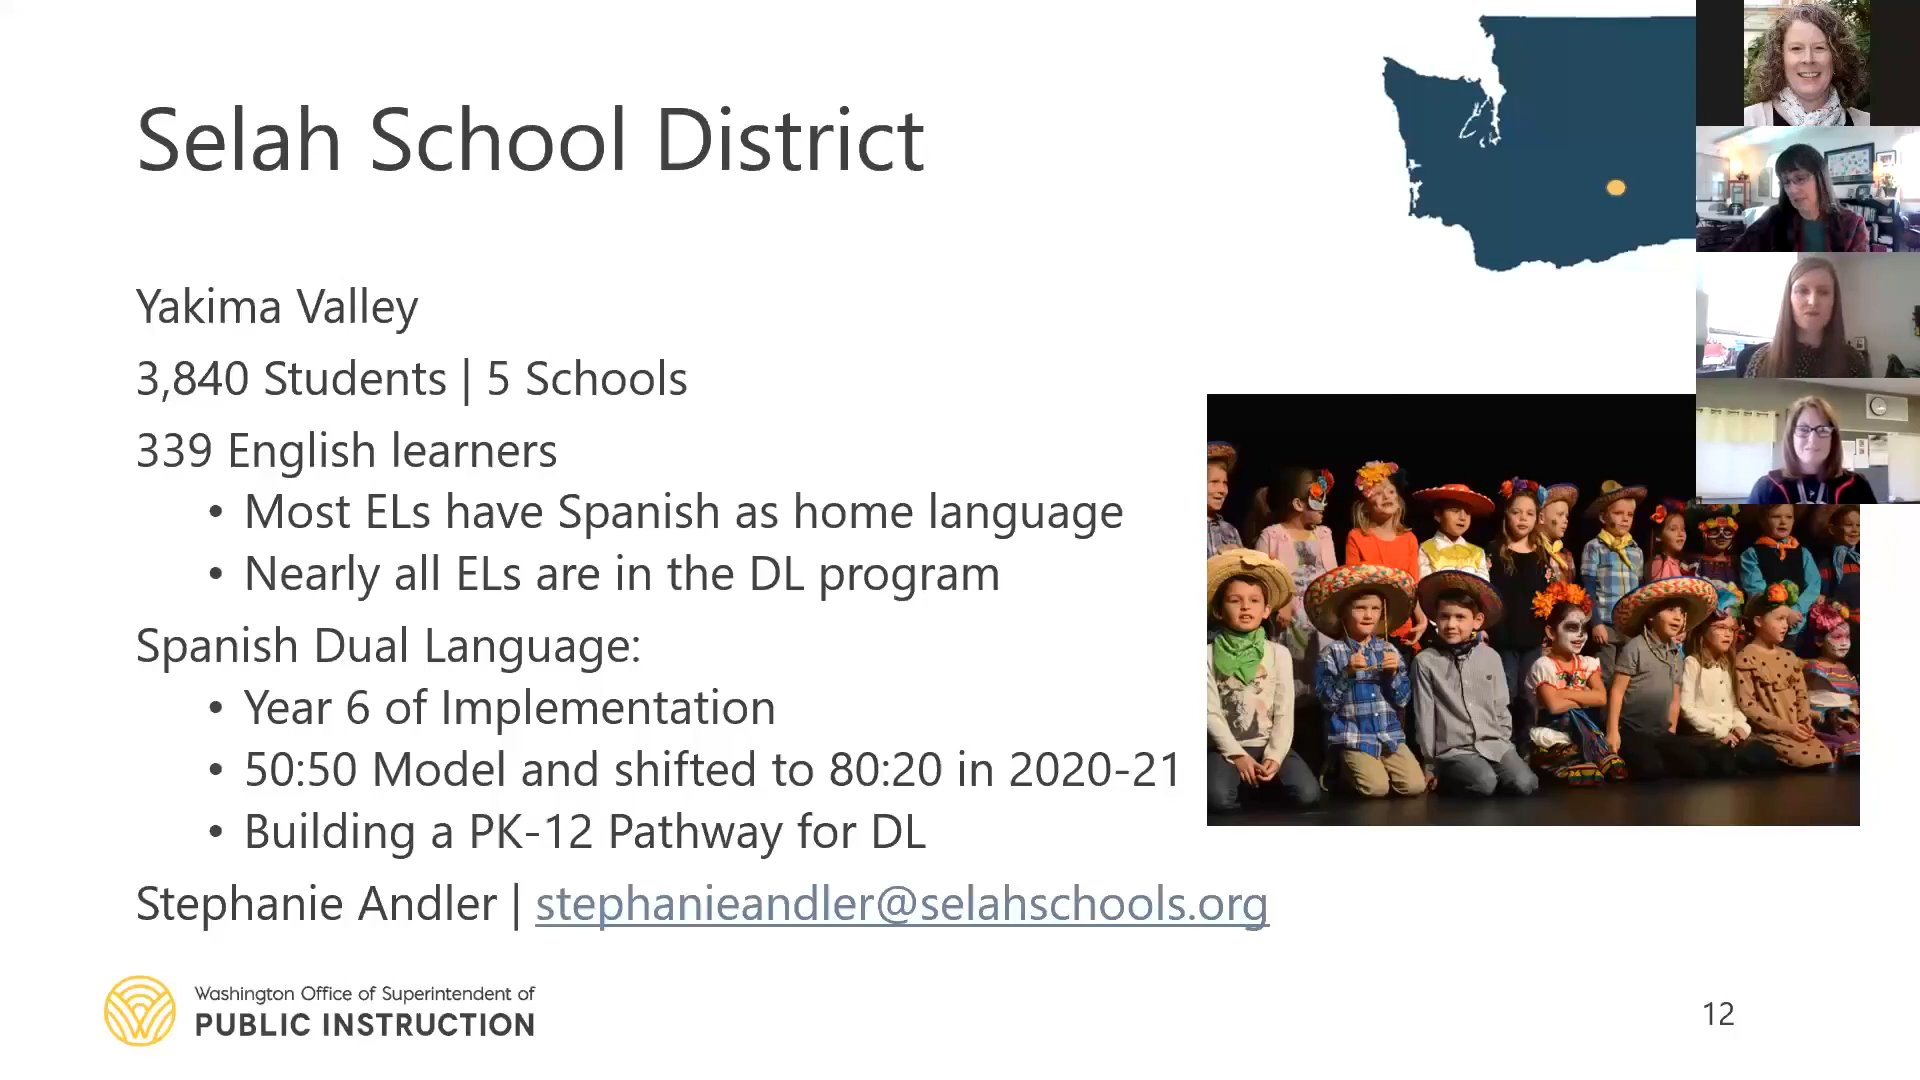 Selah School District
Yakima Valley
3,840 Students | 5 Schools
339 English learners
• Most ELs have Spanish as home language
• Nearly all ELs are in the DL program
Spanish Dual Language:
• Year 6 of Implementation
• 50:50 Model and shifted to 80:20 in 2020-21
• Building a PK-12 Pathway for DL
Stephanie Andler | stephanieandler@selahschools.org
Washington Office of Superintendent of
PUBLIC INSTRUCTION
12